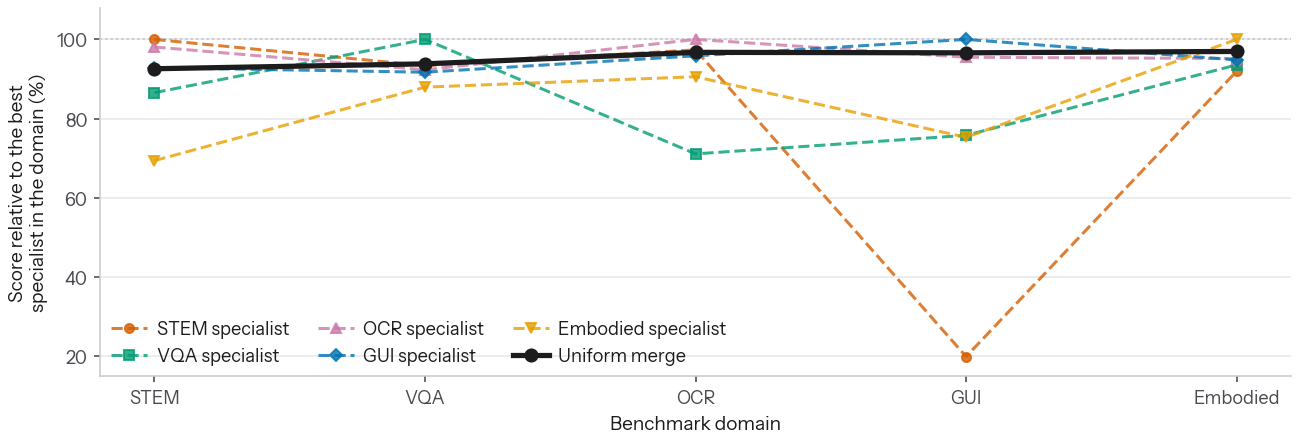 Score relative to the best
specialist in the domain (%)
100
80
60
40
20
STEM specialist
OCR specialist
Embodied specialist
VQA specialist
GUI specialist
Uniform merge
STEM
VQA
OCR
GUI
Embodied
Benchmark domain